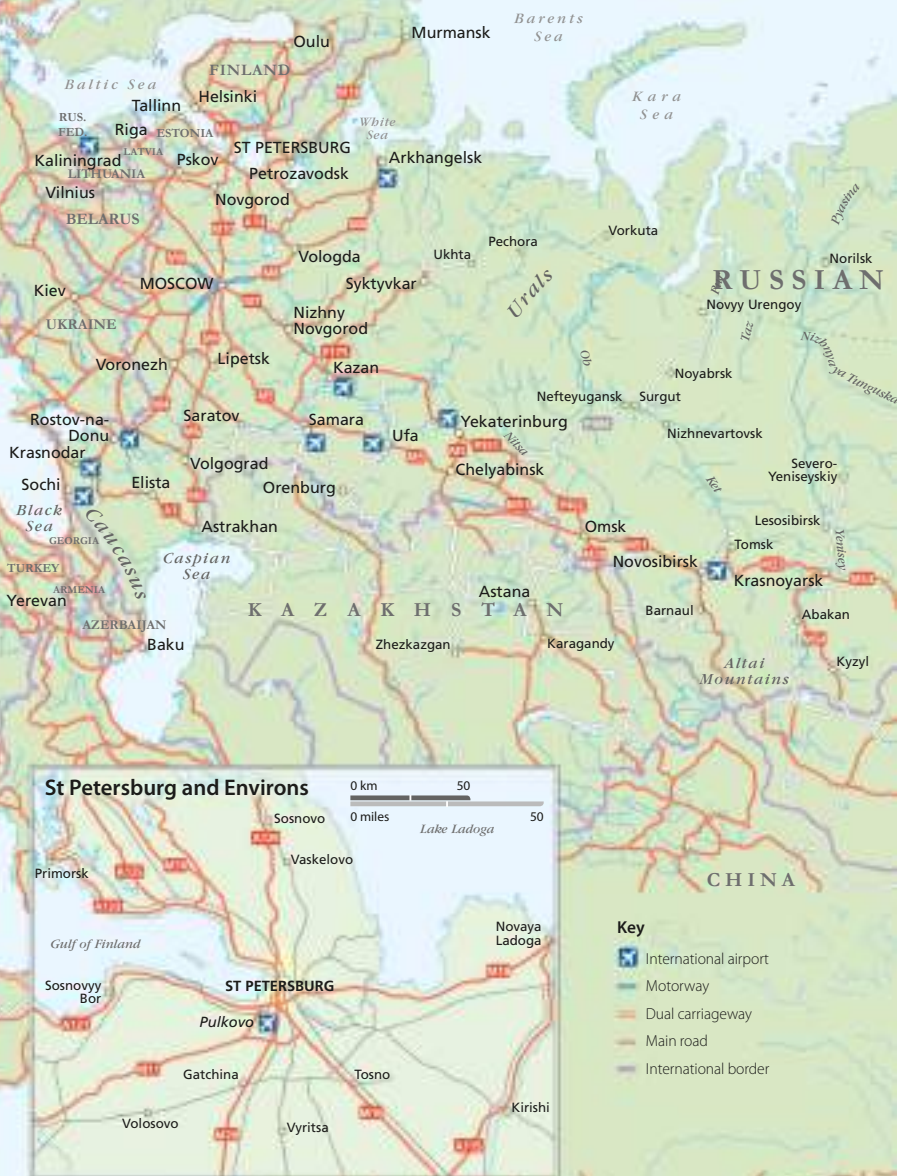 Barents
Sea
Murmansk
Oulu
FINLAND
Baltic Sea
Kara
Sea
Tallinn
Helsinki
RUS.
FED.
Riga
ESTONIA
White
Sea
LATVIA
ST PETERSBURG
Kaliningrad
Pskov
Arkhangelsk
LITHUANIA
Petrozavodsk
Vilnius
Novgorod
BELARUS
Pyasina
Vorkuta
Pechora
Ukhta
Vologda
Norilsk
Syktyvkar
Urals
RUSSIAN
MOSCOW
Kiev
Novyy Urengoy
Nizhny
Novgorod
UKRAINE
Taz
Nizhnyaya Tunguska
Ob
Voronezh
Lipetsk
Kazan
Noyabrsk
Nefteyugansk
Surgut
Rostov-na-
Donu
Saratov
Samara
Ufa
Yekaterinburg
Nizhnevartovsk
Nitsa
Krasnodar
Volgograd
Chelyabinsk
Severo-
Yeniseyskiy
Sochi
Elista
Orenburg
Ket
Black
Sea
Caucasus
Astrakhan
Omsk
Lesosibirsk
Yenisey
GEORGIA
Caspian
Sea
Tomsk
Novosibirsk
TURKEY
Krasnoyarsk
ARMENIA
Yerevan
Astana
KAZAKHSTAN
Barnaul
Abakan
AZERBAIJAN
Baku
Zhezkazgan
Karagandy
Altai
Mountains
Kyzyl
CHINA
St Petersburg and Environs
0 km 50
0 miles 50
Sosnovo
Lake Ladoga
Vaskelovo
Primorsk
Novaya
Ladoga
Gulf of Finland
Sosnovyy
Bor
ST PETERSBURG
Pulkovo
Gatchina
Tosno
Kirishi
Volosovo
Vyritsa
Key
International airport
Motorway
Dual carriageway
Main road
International border